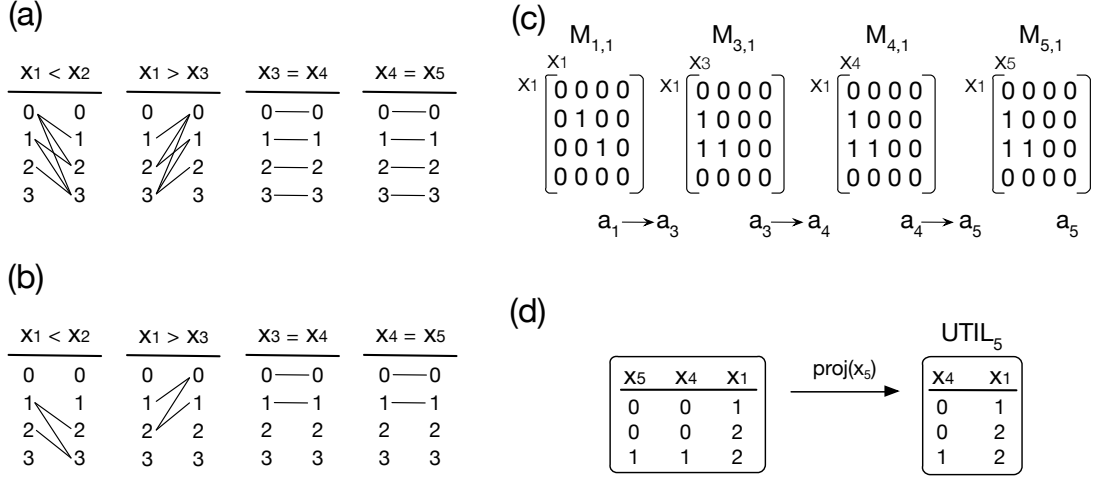 (a)
x1 < x2 x1 > x3 x3 = x4 x4 = x5
0 0 0 0 0 0 0 0
1 1 1 1 1 1 1 1
2 2 2 2 2 2 2 2
3 3 3 3 3 3 3 3
(b)
x1 < x2 x1 > x3 x3 = x4 x4 = x5
0 0 0 0 0 0 0 0
1 1 1 1 1 1 1 1
2 2 2 2 2 2 2 2
3 3 3 3 3 3 3 3
(c)
M1,1 M3,1 M4,1 M5,1
x1 x3 x4 x5
x1 0 0 0 0 x1 0 0 0 0 x1 0 0 0 0 x1 0 0 0 0
0 1 0 0 1 0 0 0 1 0 0 0 1 0 0 0
0 0 1 0 1 1 0 0 1 1 0 0 1 1 0 0
0 0 0 0 0 0 0 0 0 0 0 0 0 0 0 0
a1 → a3 a3 → a4 a4 → a5 a5
(d)
UTIL5
x5 x4 x1 proj(x5) x4 x1
0 0 1 0 1
0 0 2 0 2
1 1 2 1 2